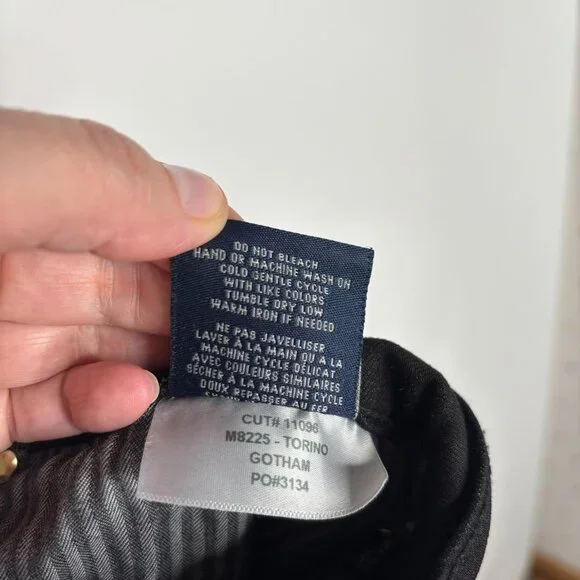 DO NOT BLEACH
HAND OR MACHINE WASH ON
COLD GENTLE CYCLE
WITH LIKE COLORS
TUMBLE DRY LOW
WARM IRON IF NEEDED
NE PAS JAVELLISER
LAVER À LA MAIN OU À LA
MACHINE CYCLE DÉLICAT
AVEC COULEURS SIMILAIRES
SÉCHER À LA MACHINE CYCLE
DOUX REPASSER AU FER
CUT# 11096
M8225 - TORINO
GOTHAM
PO#3134